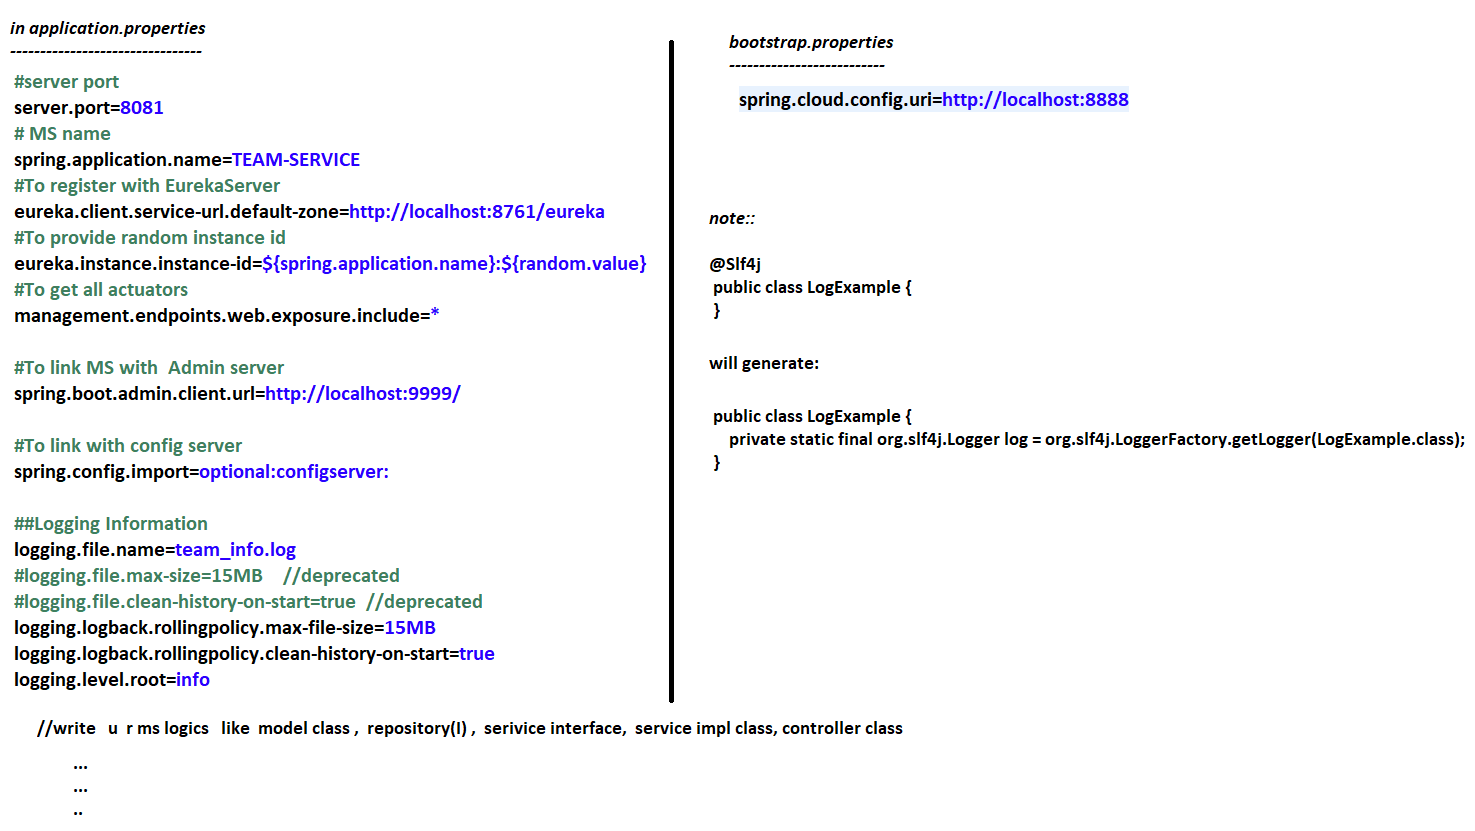 in application.properties
--------------------------------
#server port
server.port=8081
# MS name
spring.application.name=TEAM-SERVICE
#To register with EurekaServer
eureka.client.service-url.default-zone=http://localhost:8761/eureka
#To provide random instance id
eureka.instance.instance-id=${spring.application.name}:${random.value}
#To get all actuators
management.endpoints.web.exposure.include=*
#To link MS with  Admin server
spring.boot.admin.client.url=http://localhost:9999/
#To link with config server
spring.config.import=optional:configserver:
##Logging Information
logging.file.name=team_info.log
#logging.file.max-size=15MB    //deprecated
#logging.file.clean-history-on-start=true  //deprecated
logging.logback.rollingpolicy.max-file-size=15MB
logging.logback.rollingpolicy.clean-history-on-start=true
logging.level.root=info
bootstrap.properties
--------------------------
spring.cloud.config.uri=http://localhost:8888
note::
@Slf4j
public class LogExample {
}
will generate:
public class LogExample {
private static final org.slf4j.Logger log = org.slf4j.LoggerFactory.getLogger(LogExample.class);
}
//write   u  r ms logics   like  model class ,  repository(I) ,  serivice interface,  service impl class, controller class
...
...
..